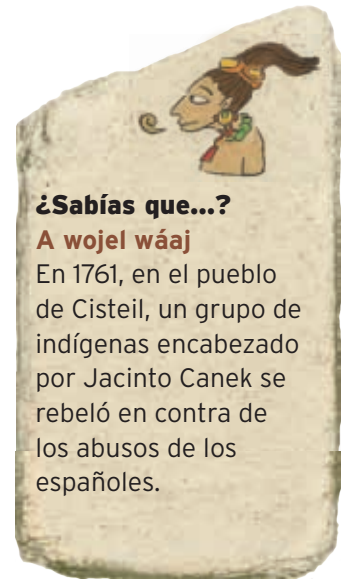 ¿Sabías que...?
A wojel wáaj
En 1761, en el pueblo
de Cisteil, un grupo de
indígenas encabezado
por Jacinto Canek se
rebeló en contra de
los abusos de los
españoles.